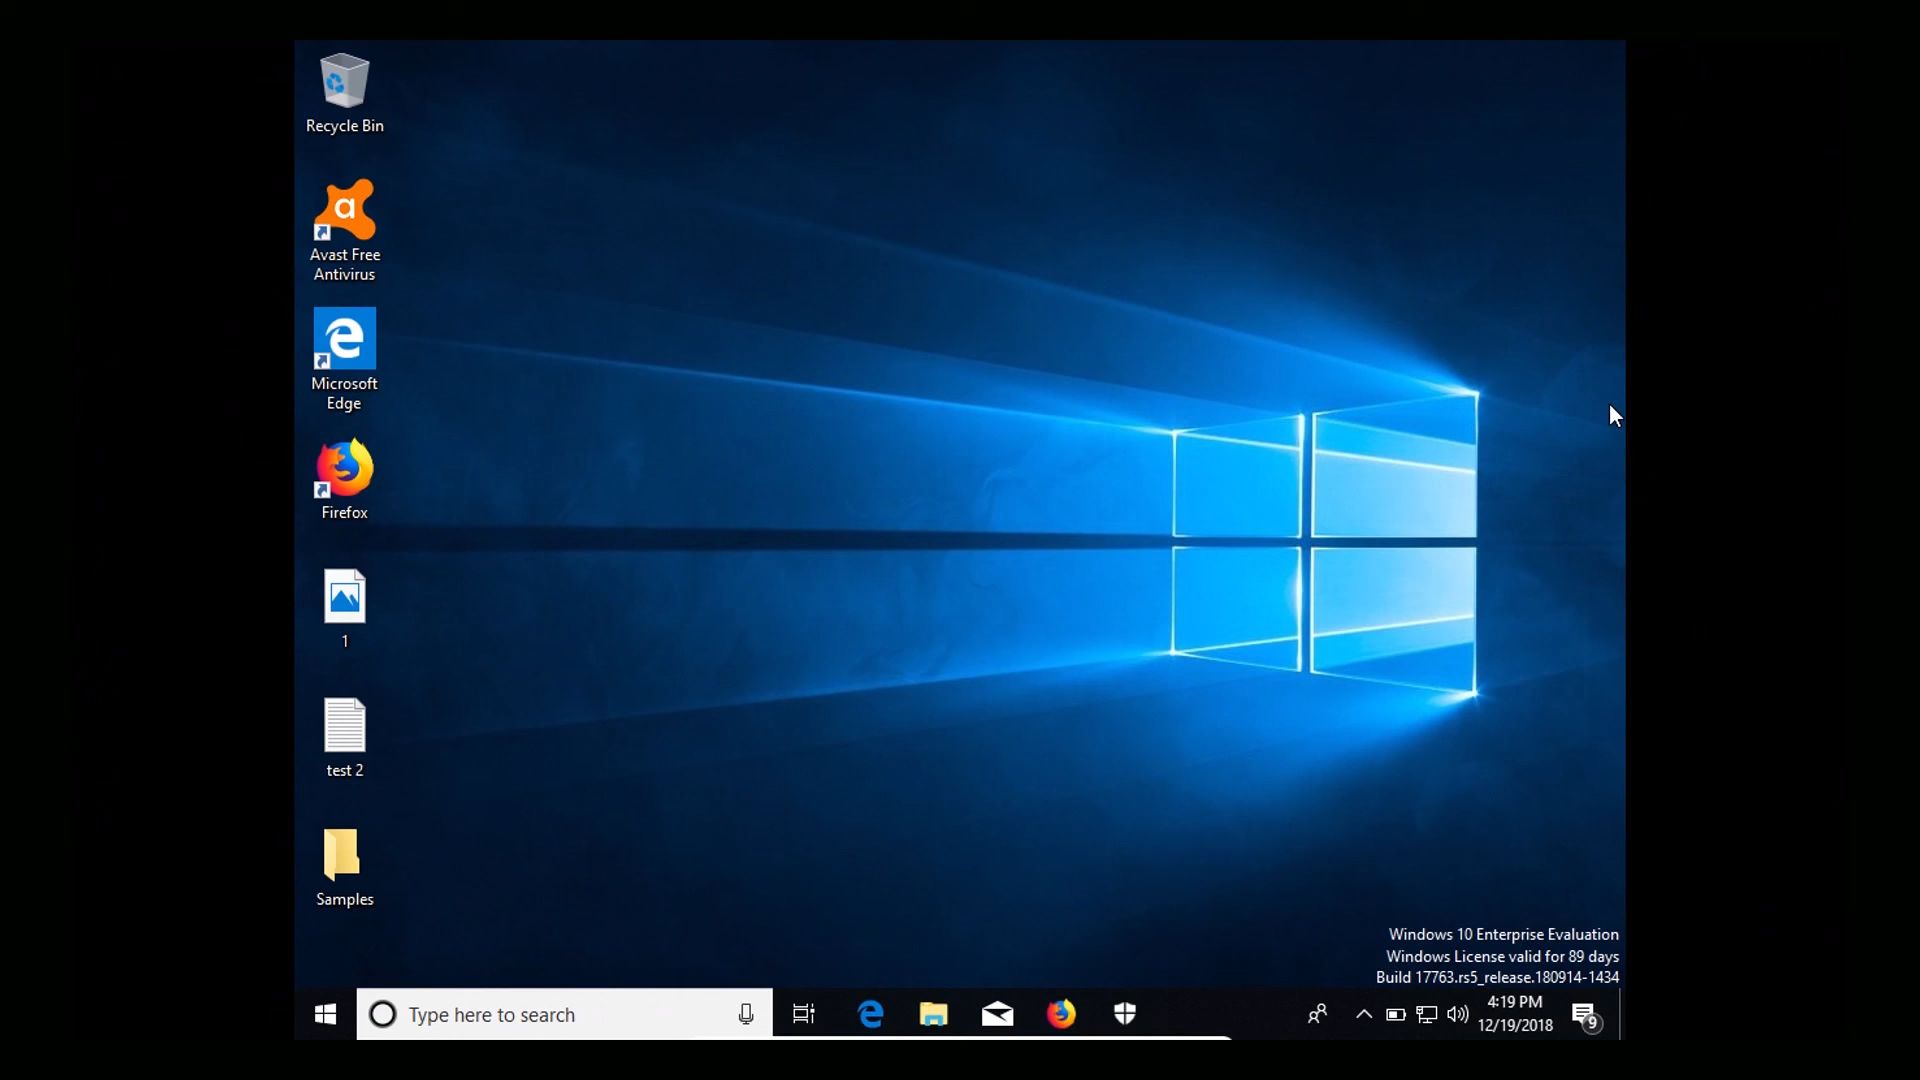 Recycle Bin
a
Avast Free
Antivirus
Microsoft
Edge
Firefox
1
test 2
Samples
Windows 10 Enterprise Evaluation
Windows License valid for 89 days
Build 17763.rs5_release.180914-1434
Type here to search
4:19 PM
12/19/2018
9